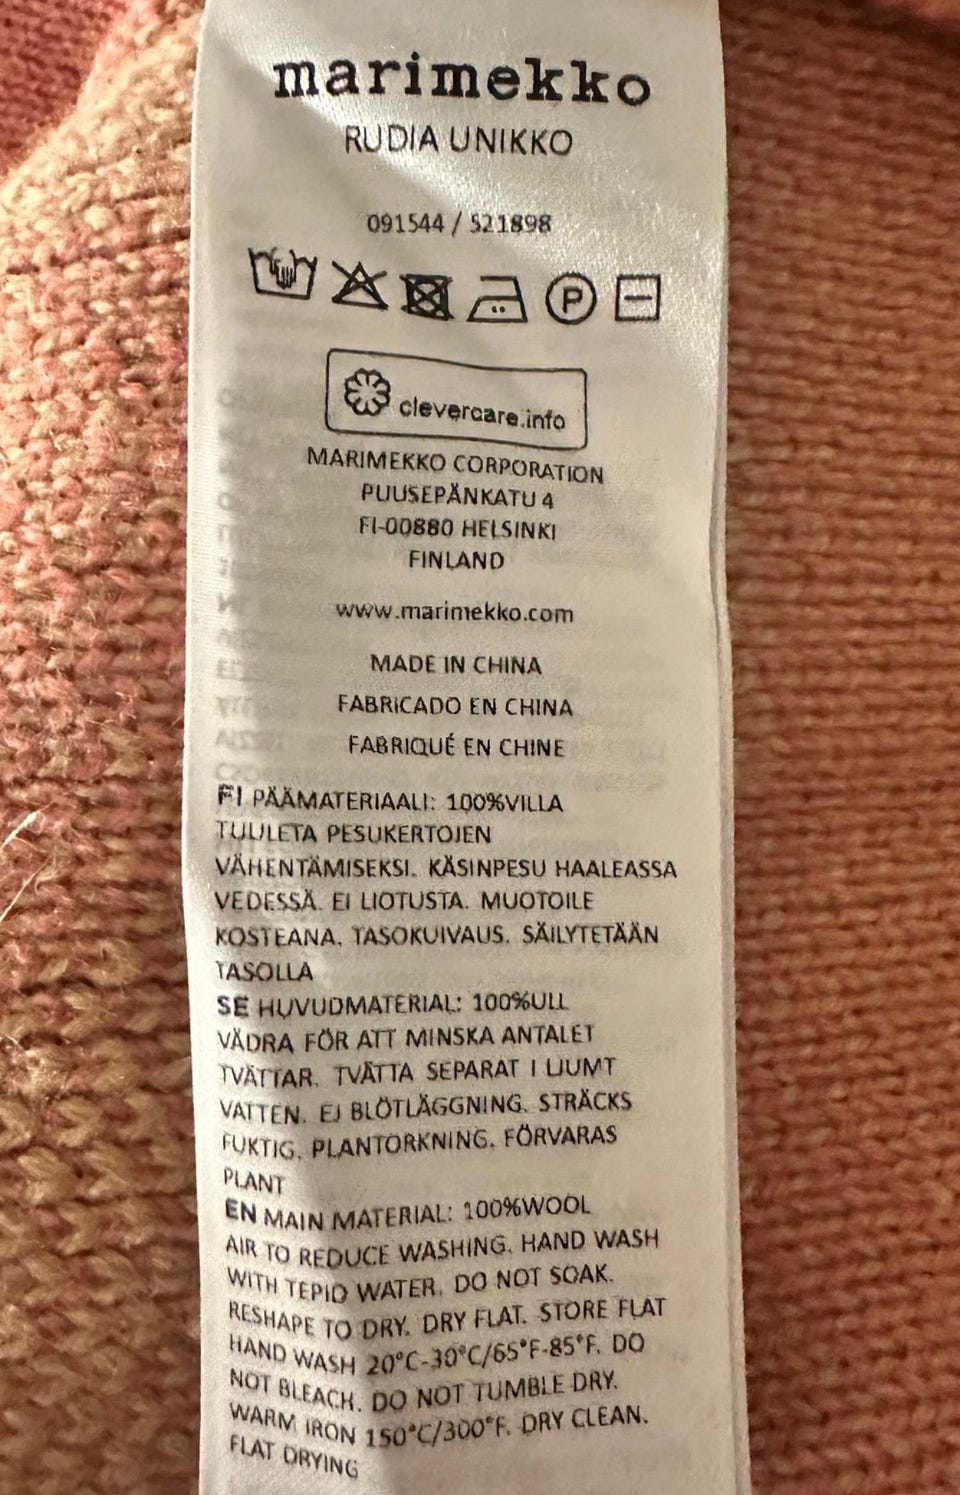 marimekko
RUDIA UNIKKO
091544 / 521898
P
clevercare.info
MARIMEKKO CORPORATION
PUUSEPÄNKATU 4
FI-00880 HELSINKI
FINLAND
www.marimekko.com
MADE IN CHINA
FABRICADO EN CHINA
FABRIQUÉ EN CHINE
FI PÄÄMATERIAALI: 100%VILLA
TUULETA PESUKERTOJEN
VÄHENTÄMISEKSI. KÄSINPESU HAALEASSA
VEDESSÄ. EI LIOTUSTA. MUOTOILE
KOSTEANA. TASOKUIVAUS. SÄILYTETÄÄN
TASOLLA
SE HUVUDMATERIAL: 100%ULL
VÄDRA FÖR ATT MINSKA ANTALET
TVÄTTAR. TVÄTTA SEPARAT I LJUMT
VATTEN. EJ BLÖTLÄGGNING. STRÄCKS
FUKTIG. PLANTORKNING. FÖRVARAS
PLANT
EN MAIN MATERIAL: 100%WOOL
AIR TO REDUCE WASHING. HAND WASH
WITH TEPID WATER. DO NOT SOAK.
RESHAPE TO DRY. DRY FLAT. STORE FLAT
HAND WASH 20°C-30°C/65°F-85°F. DO
NOT BLEACH. DO NOT TUMBLE DRY.
WARM IRON 150°C/300°F. DRY CLEAN.
FLAT DRYING